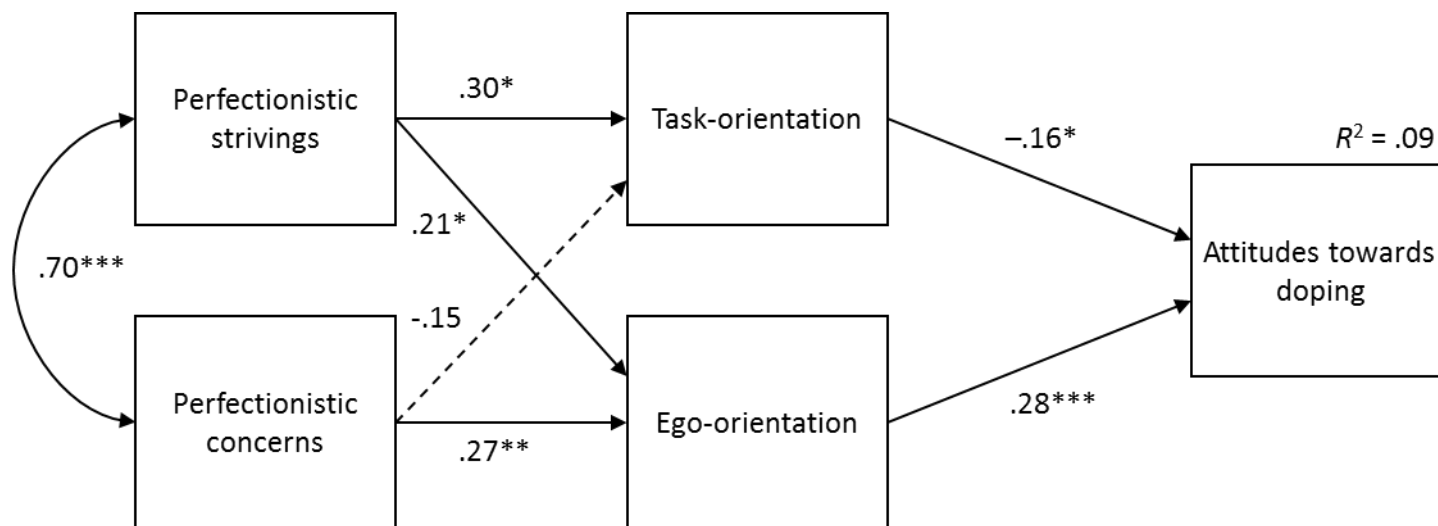 Perfectionistic
strivings
.30*
Task-orientation
–.16*
R² = .09
.21*
.70***
Attitudes towards
doping
-.15
Perfectionistic
concerns
.27**
Ego-orientation
.28***